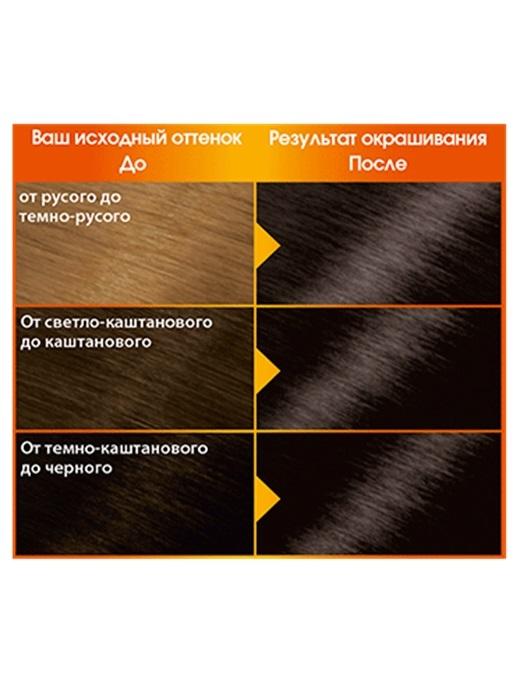 Ваш исходный оттенок
До
Результат окрашивания
После
от русого до
темно-русого
От светло-каштанового
до каштанового
От темно-каштанового
до черного